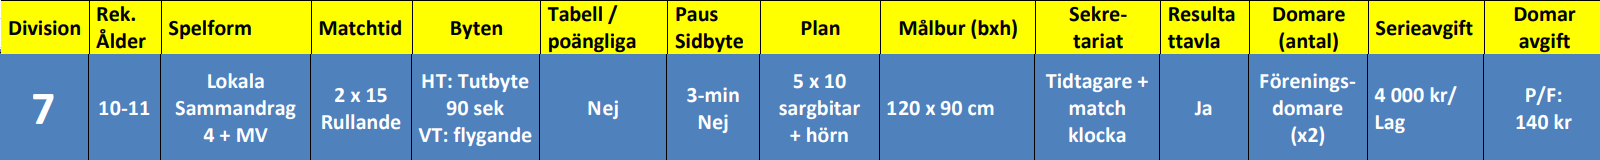 Division
Rek.
Ålder
Spelform
Matchtid
Byten
Tabell /
poängliga
Paus
Sidbyte
Plan
Målbur (bxh)
Sekre-
tariat
Resulta
ttavla
Domare
(antal)
Serieavgift
Domar
avgift
7
10-11
Lokala
Sammandrag
4 + MV
2 x 15
Rullande
HT: Tutbyte
90 sek
VT: flygande
Nej
3-min
Nej
5 x 10
sargbitar
+ hörn
120 x 90 cm
Tidtagare +
match
klocka
Ja
Förenings-
domare
(x2)
4 000 kr/
Lag
P/F:
140 kr